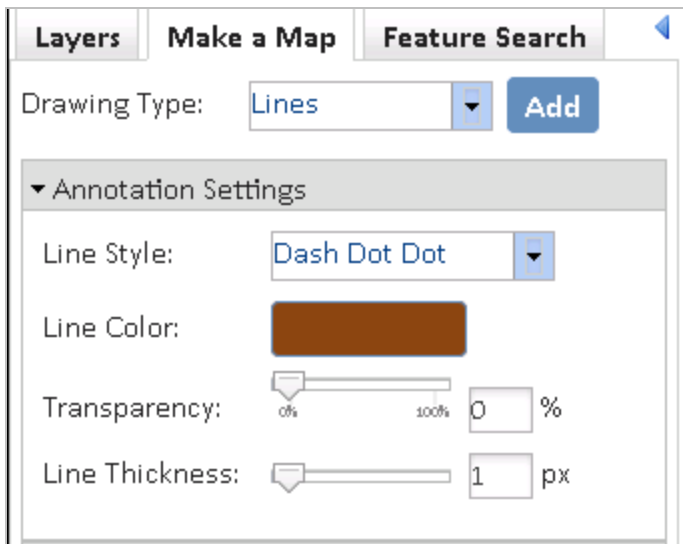 Layers Make a Map Feature Search
Drawing Type: Lines Add
Annotation Settings
Line Style: Dash Dot Dot
Line Color:
Transparency: 0% 100% 0 %
Line Thickness: 1 px